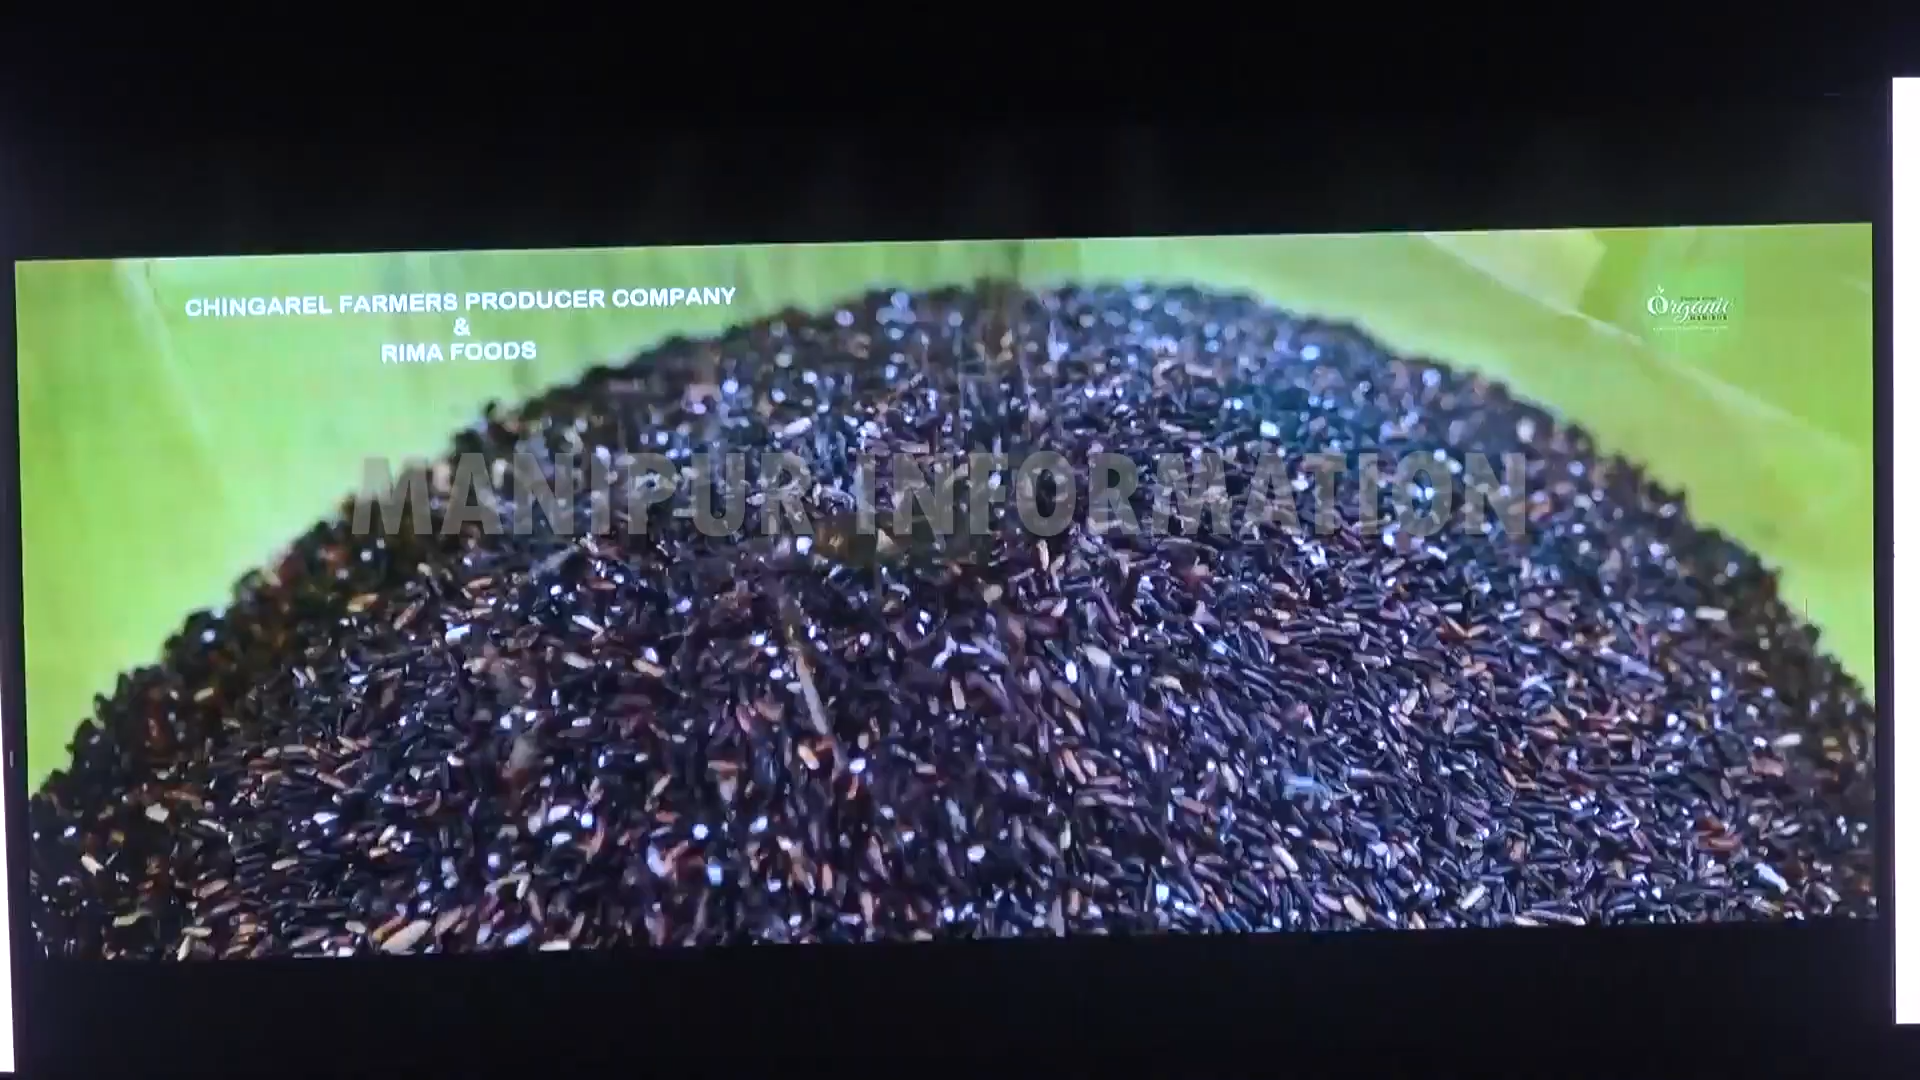 CHINGAREL FARMERS PRODUCER COMPANY
&
RIMA FOODS
Organic
MANIPUR INFORMATION